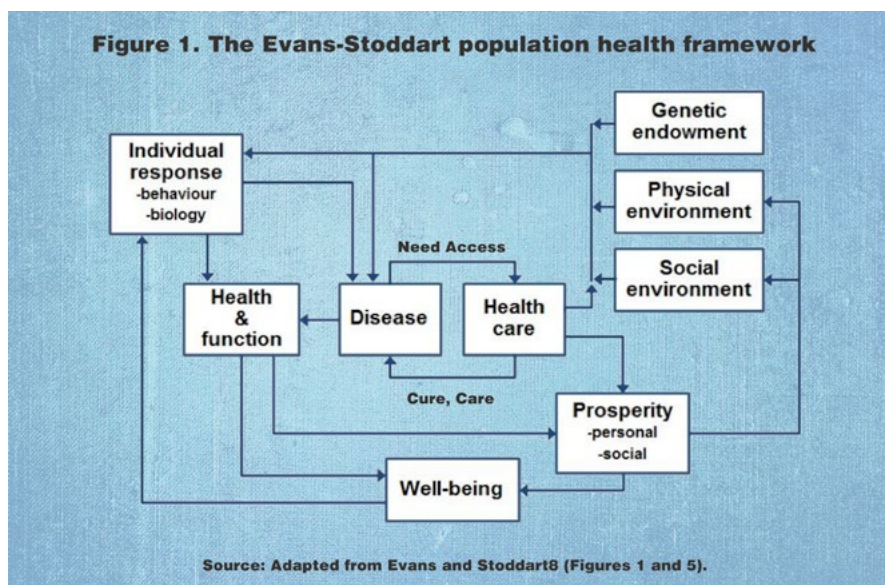 Figure 1. The Evans-Stoddart population health framework
Genetic
endowment
Individual
response
-behaviour
-biology
Physical
environment
Need Access
Social
environment
Health
&
function
Disease
Health
care
Cure, Care
Prosperity
-personal
-social
Well-being
Source: Adapted from Evans and Stoddart8 (Figures 1 and 5).